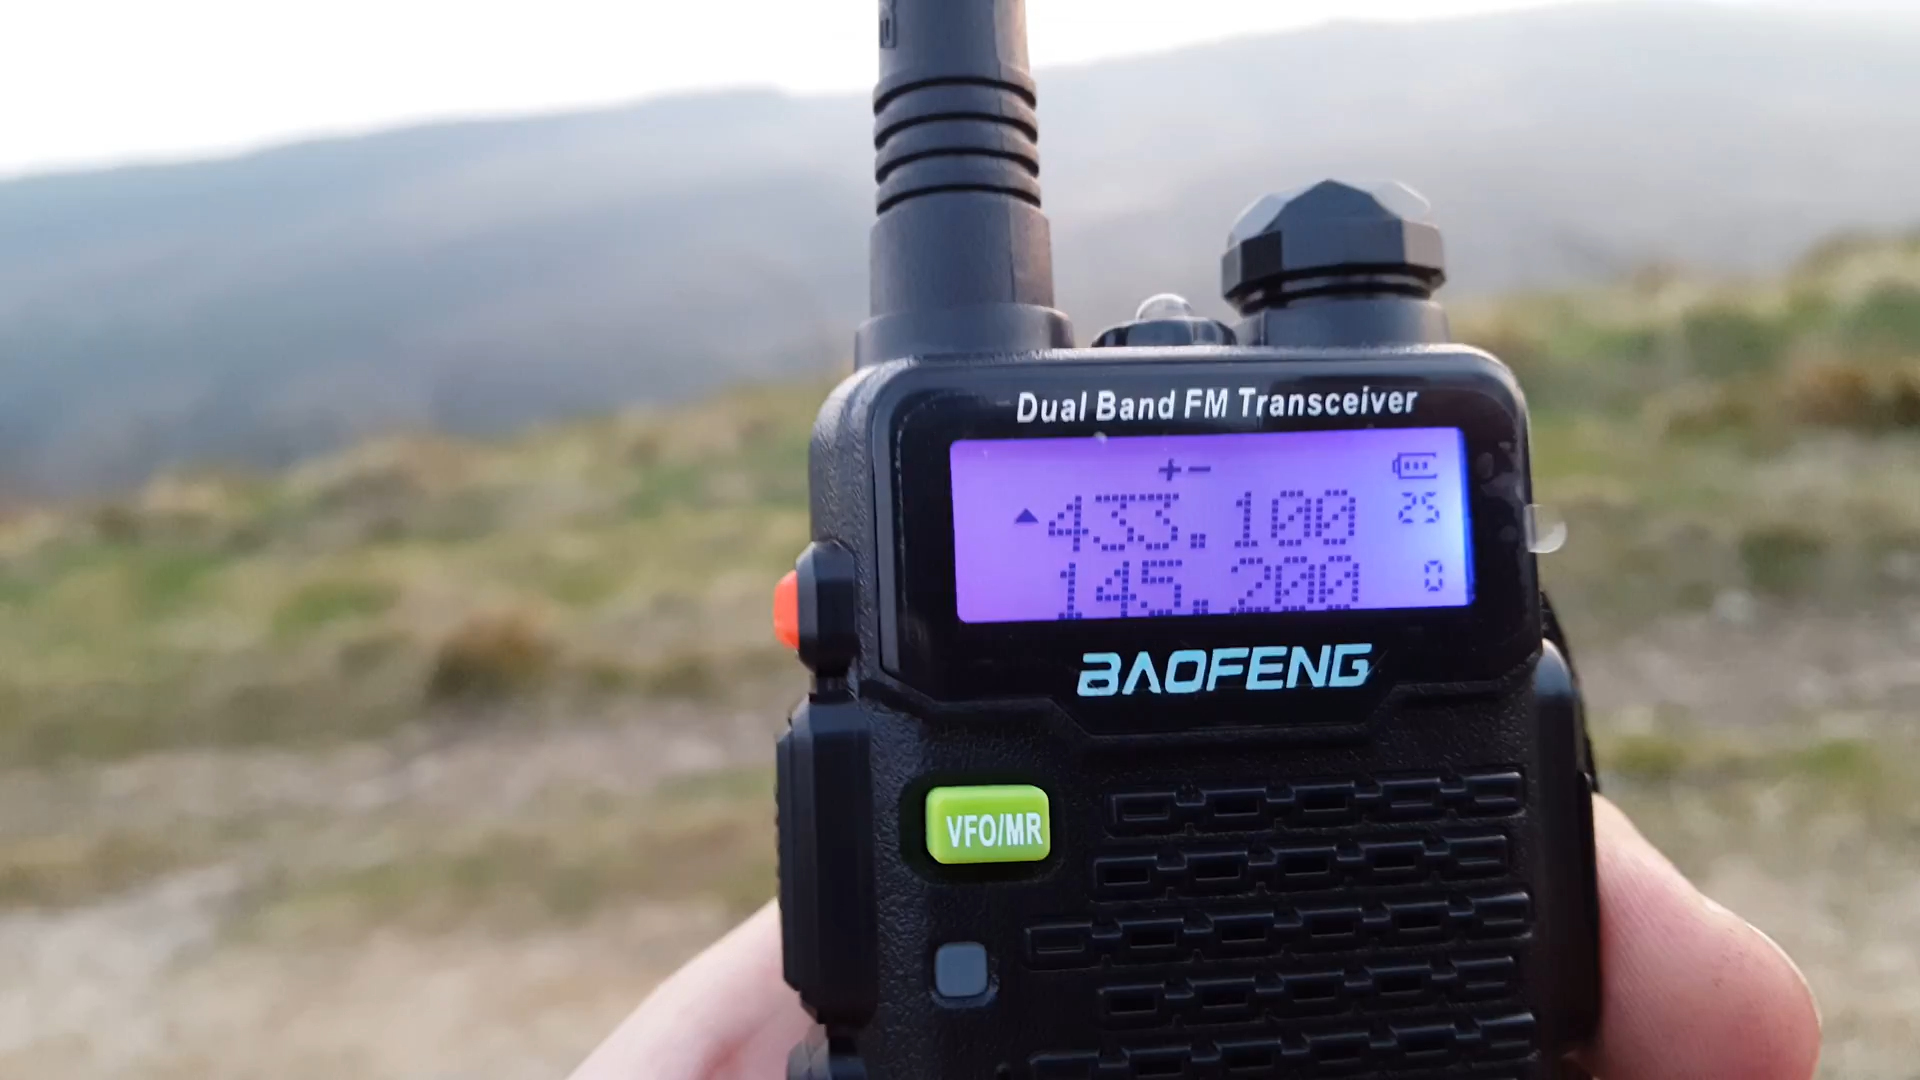 Dual Band FM Transceiver
+-
433.100 25
145.200 0
BAOFENG
VFO/MR